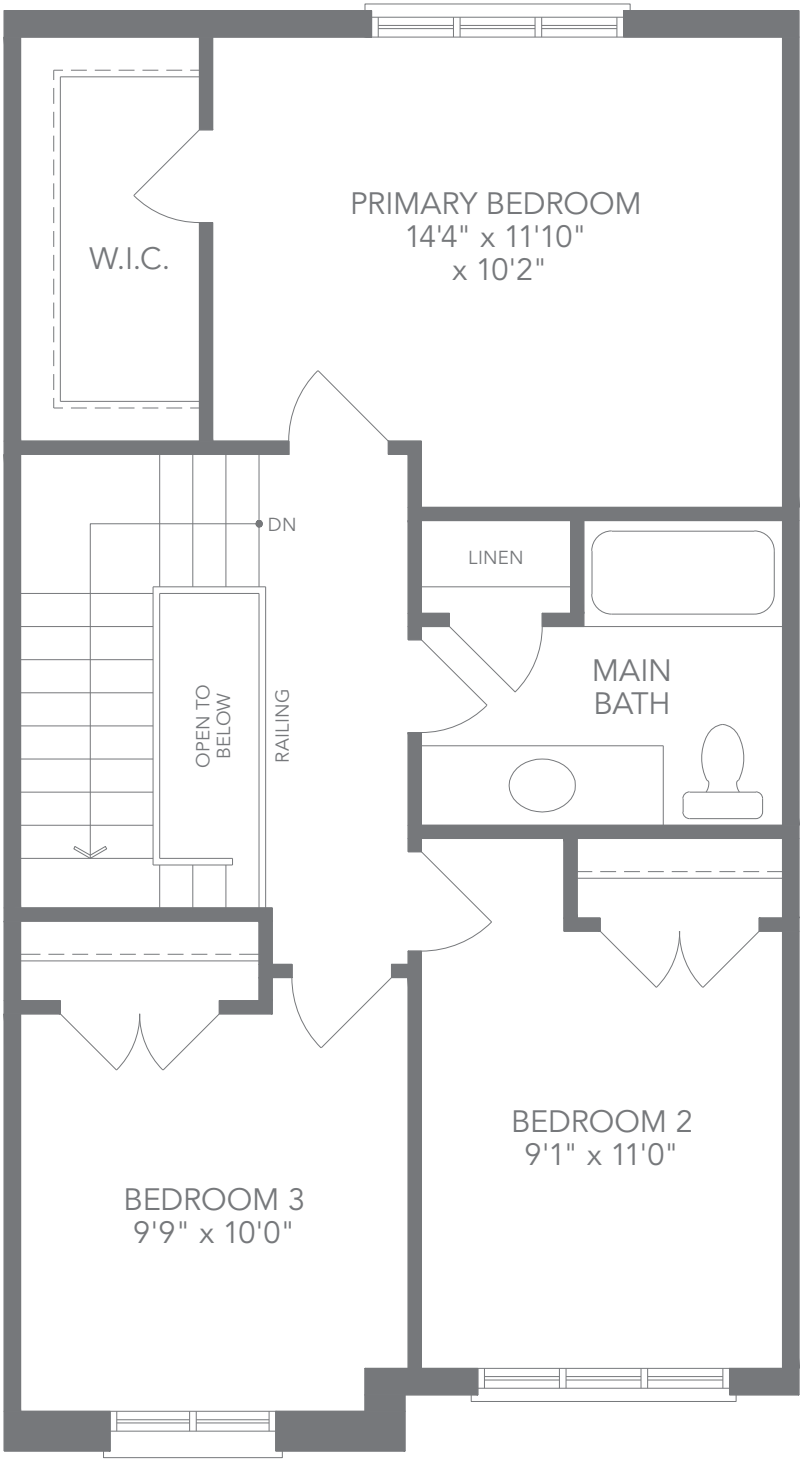 PRIMARY BEDROOM
14'4" x 11'10"
x 10'2"
W.I.C.
DN
LINEN
OPEN TO
BELOW
RAILING
MAIN
BATH
BEDROOM 2
9'1" x 11'0"
BEDROOM 3
9'9" x 10'0"